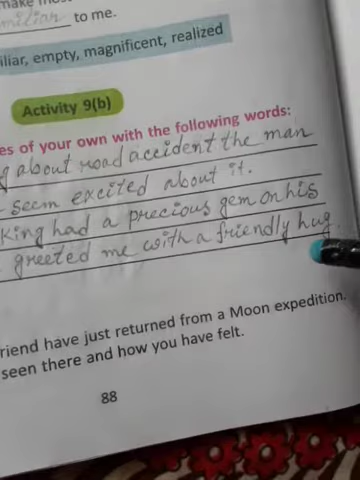 make
milian to me.
iliar, empty, magnificent, realized
Activity 9(b)
es of your own with the following words:
g about road accident the man
seem excited about it.
king had a precious gem on his
greeted me with a friendly hug.
riend have just returned from a Moon expedition.
seen there and how you have felt.
88